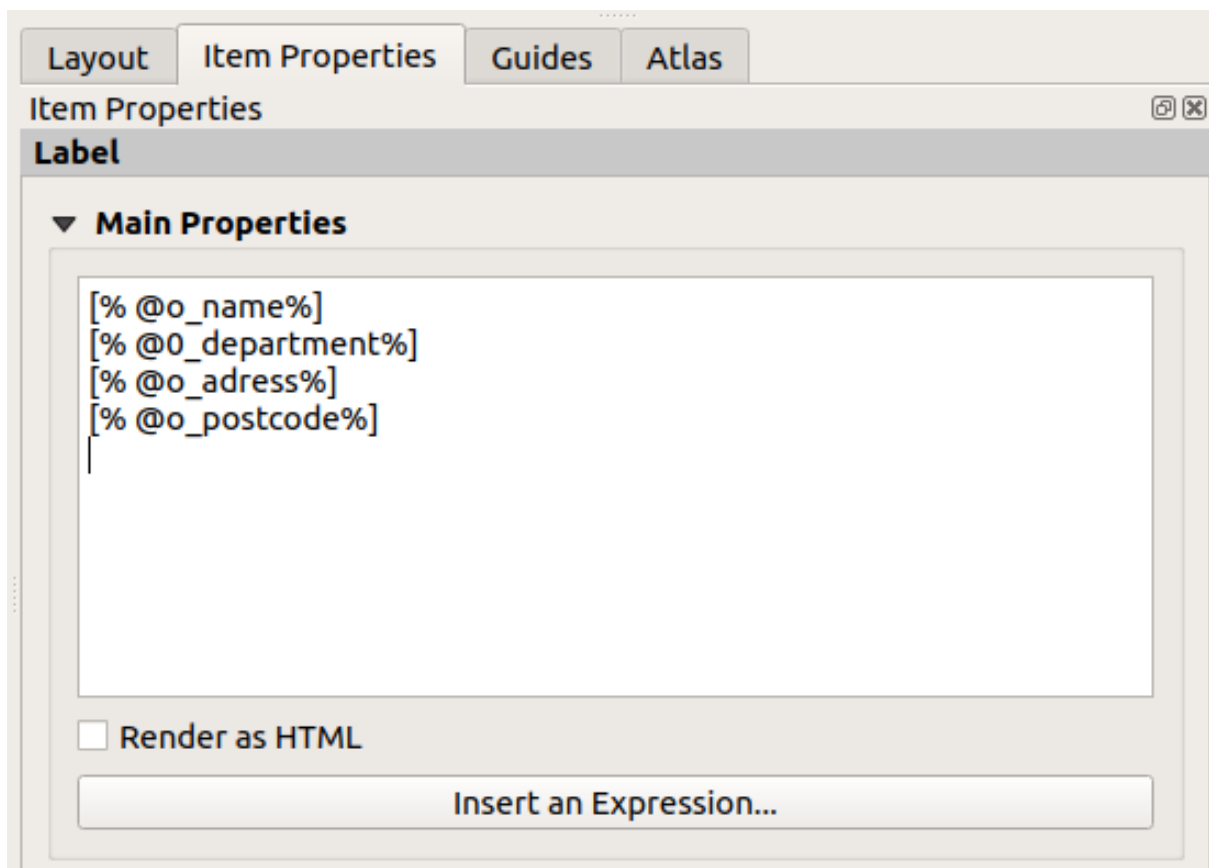 Layout Item Properties Guides Atlas
Item Properties
Label
Main Properties
[% @o_name%]
[% @0_department%]
[% @o_adress%]
[% @o_postcode%]
Render as HTML
Insert an Expression...